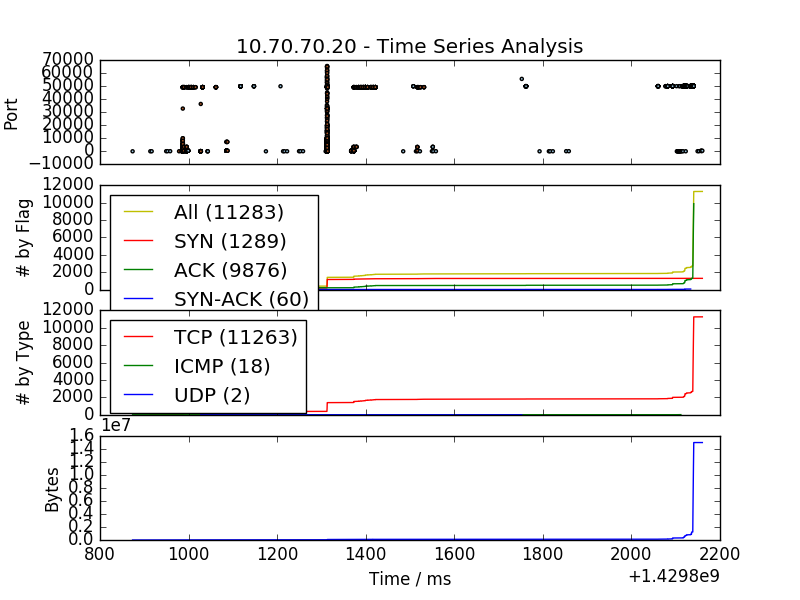 10.70.70.20 - Time Series Analysis
70000
60000
50000
40000
30000
20000
10000
0
−10000
Port
12000
10000
8000
6000
4000
2000
0
# by Flag
All (11283)
SYN (1289)
ACK (9876)
SYN-ACK (60)
12000
10000
8000
6000
4000
2000
0
# by Type
TCP (11263)
ICMP (18)
UDP (2)
1e7
1.6
1.4
1.2
1.0
0.8
0.6
0.4
0.2
0.0
Bytes
800 1000 1200 1400 1600 1800 2000 2200
Time / ms
+1.4298e9